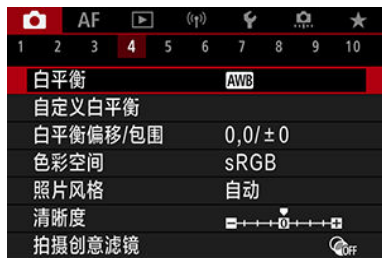 AF
1 2 3 4 5 6 7 8 9 10
白平衡 AWB
自定义白平衡
白平衡偏移/包围 0,0/±0
色彩空间 sRGB
照片风格 自动
清晰度 0
拍摄创意滤镜 OFF